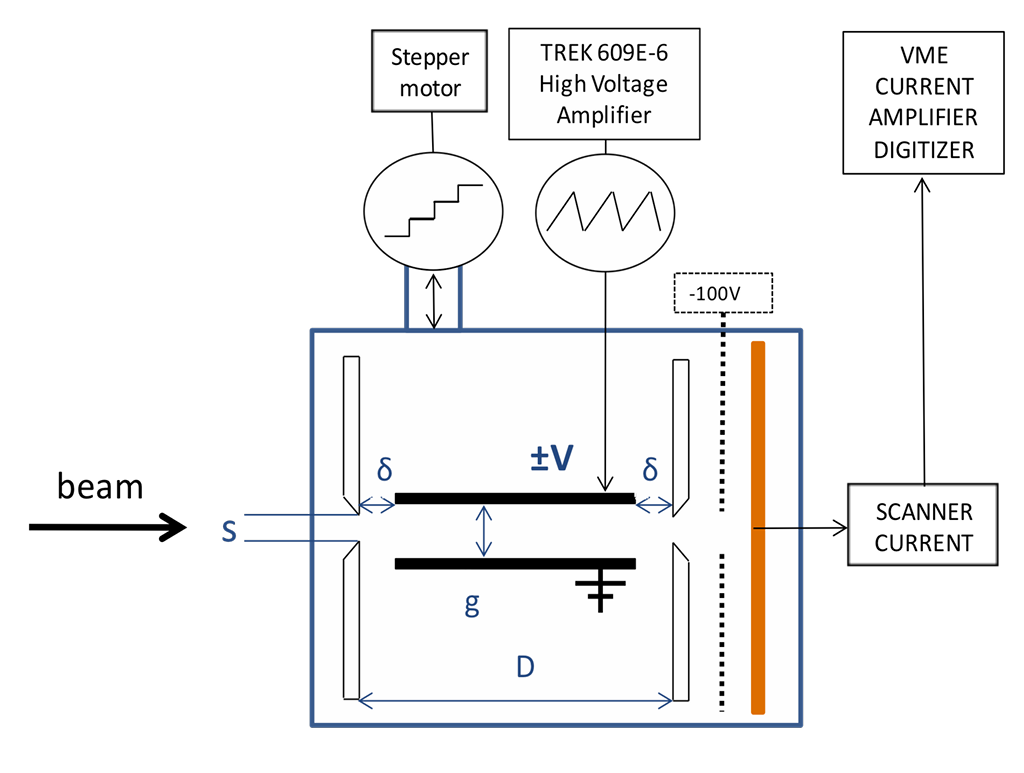 Stepper
motor
TREK 609E-6
High Voltage
Amplifier
VME
CURRENT
AMPLIFIER
DIGITIZER
-100V
±V
δ
δ
beam
S
SCANNER
CURRENT
g
D